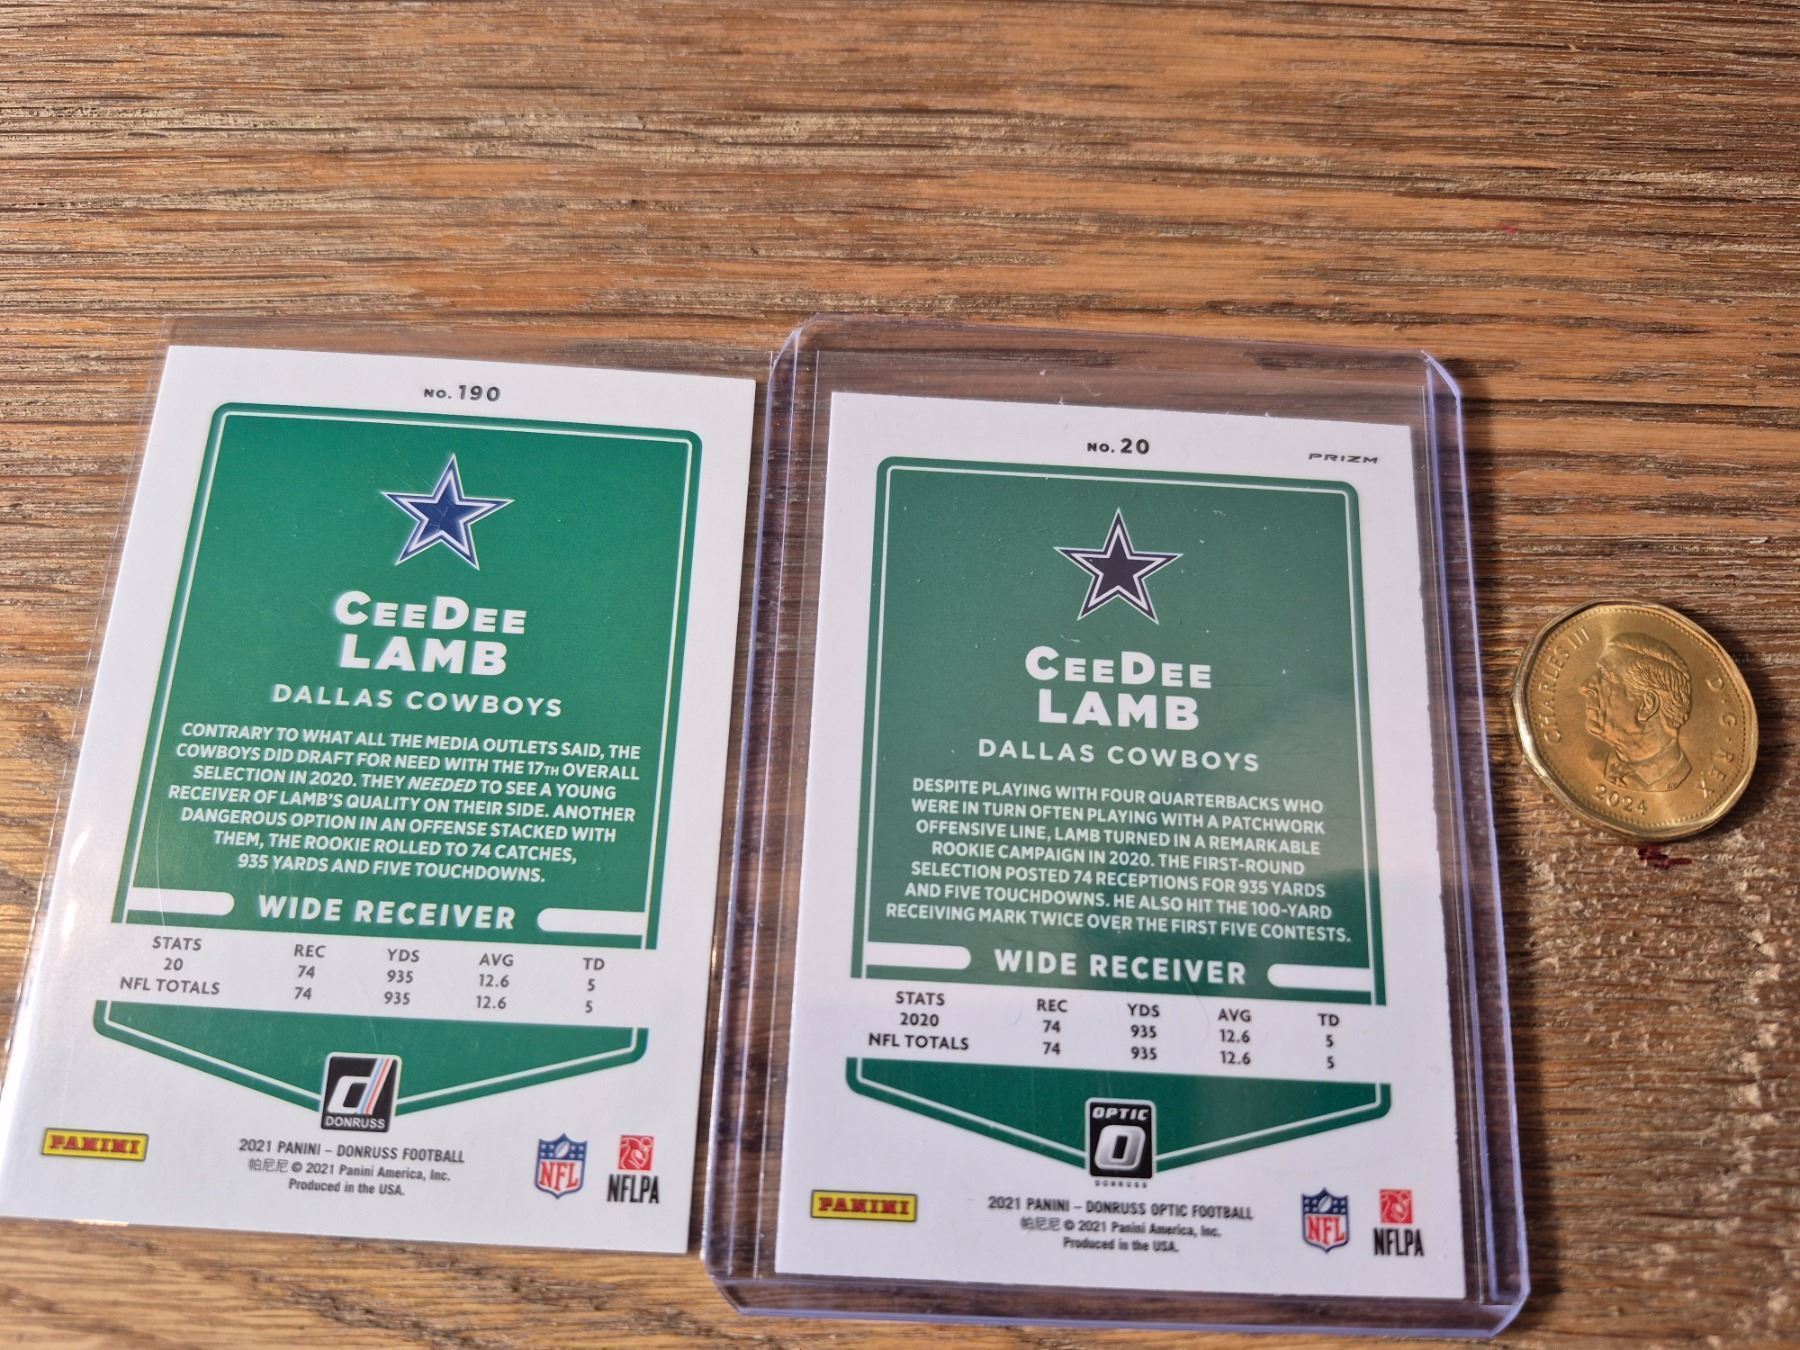 NO. 190
CEEDEE
LAMB
DALLAS COWBOYS
CONTRARY TO WHAT ALL THE MEDIA OUTLETS SAID, THE
COWBOYS DID DRAFT FOR NEED WITH THE 17TH OVERALL
SELECTION IN 2020. THEY NEEDED TO SEE A YOUNG
RECEIVER OF LAMB'S QUALITY ON THEIR SIDE. ANOTHER
DANGEROUS OPTION IN AN OFFENSE STACKED WITH
THEM, THE ROOKIE ROLLED TO 74 CATCHES,
935 YARDS AND FIVE TOUCHDOWNS.
WIDE RECEIVER
STATS REC YDS AVG TD
20 74 935 12.6 5
NFL TOTALS 74 935 12.6 5
d
DONRUSS
PANINI
2021 PANINI – DONRUSS FOOTBALL
帕尼尼 © 2021 Panini America, Inc.
Produced in the USA.
NFL
NFLPA
NO. 20
PRIZM
CEEDEE
LAMB
DALLAS COWBOYS
DESPITE PLAYING WITH FOUR QUARTERBACKS WHO
WERE IN TURN OFTEN PLAYING WITH A PATCHWORK
OFFENSIVE LINE, LAMB TURNED IN A REMARKABLE
ROOKIE CAMPAIGN IN 2020. THE FIRST-ROUND
SELECTION POSTED 74 RECEPTIONS FOR 935 YARDS
AND FIVE TOUCHDOWNS. HE ALSO HIT THE 100-YARD
RECEIVING MARK TWICE OVER THE FIRST FIVE CONTESTS.
WIDE RECEIVER
STATS REC YDS AVG TD
2020 74 935 12.6 5
NFL TOTALS 74 935 12.6 5
OPTIC
O
DONRUSS
PANINI
2021 PANINI – DONRUSS OPTIC FOOTBALL
帕尼尼 © 2021 Panini America, Inc.
Produced in the USA.
NFL
NFLPA
CHARLES III D·G·REX
2024